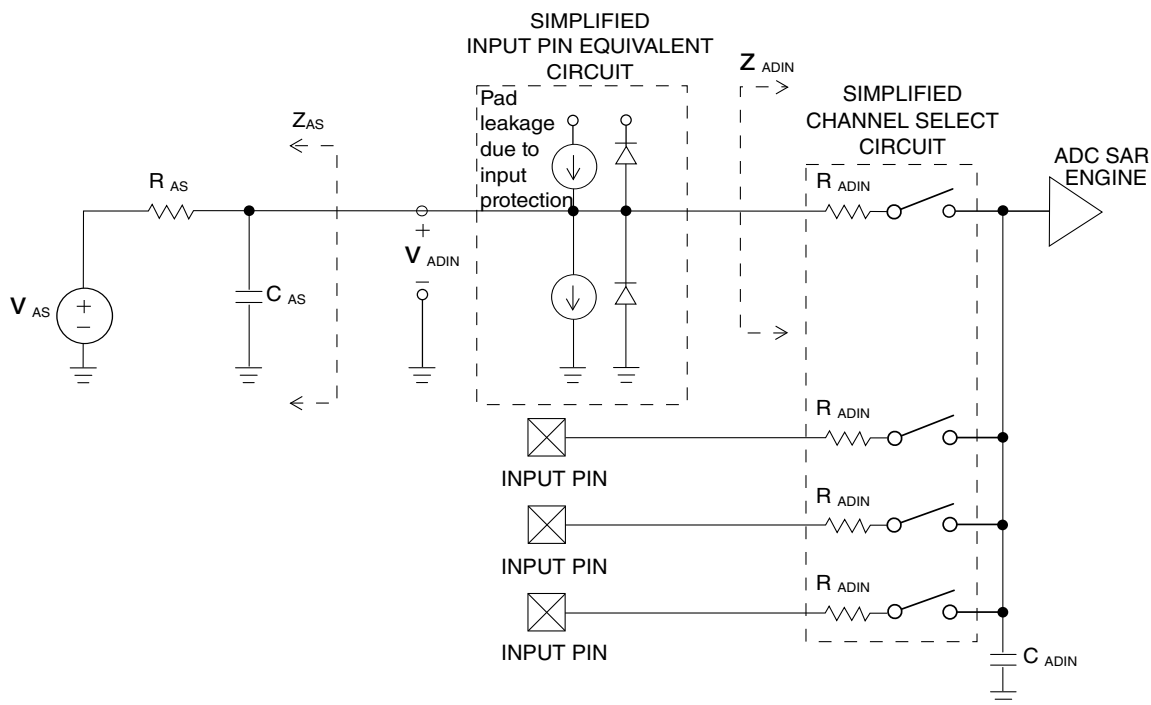 SIMPLIFIED
INPUT PIN EQUIVALENT
CIRCUIT
Pad
leakage
due to
input
protection
Z ADIN
SIMPLIFIED
CHANNEL SELECT
CIRCUIT
ADC SAR
ENGINE
ZAS
R AS
R ADIN
+
V ADIN
−
C AS
V AS
+
−
R ADIN
INPUT PIN
R ADIN
INPUT PIN
R ADIN
INPUT PIN
C ADIN